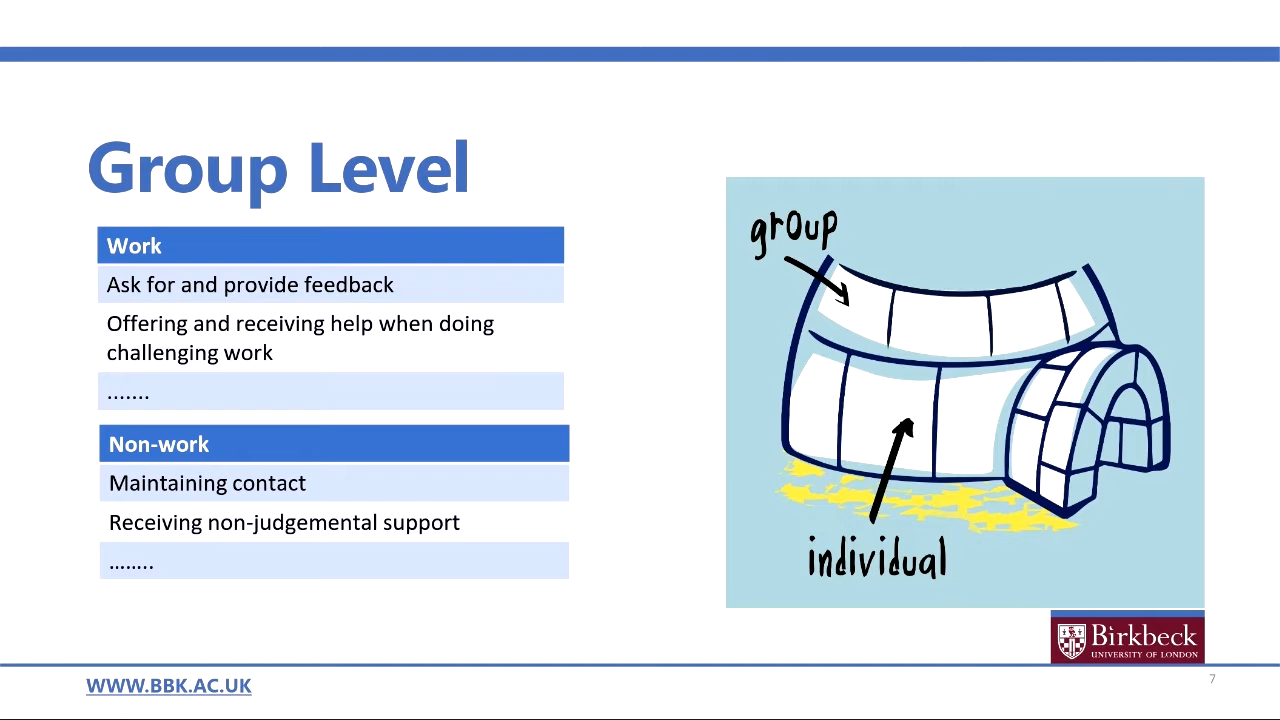 Group Level
Work
Ask for and provide feedback
Offering and receiving help when doing
challenging work
.......
Non-work
Maintaining contact
Receiving non-judgemental support
........
group
individual
Birkbeck
UNIVERSITY OF LONDON
WWW.BBK.AC.UK
7